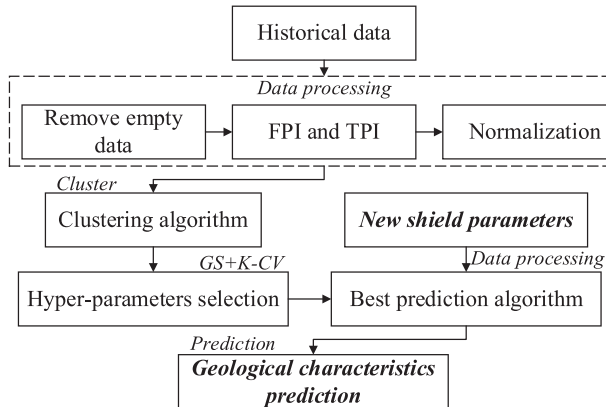 Historical data
Data processing
Remove empty
data
FPI and TPI
Normalization
Cluster
Clustering algorithm
New shield parameters
GS+K-CV
Data processing
Hyper-parameters selection
Best prediction algorithm
Prediction
Geological characteristics
prediction